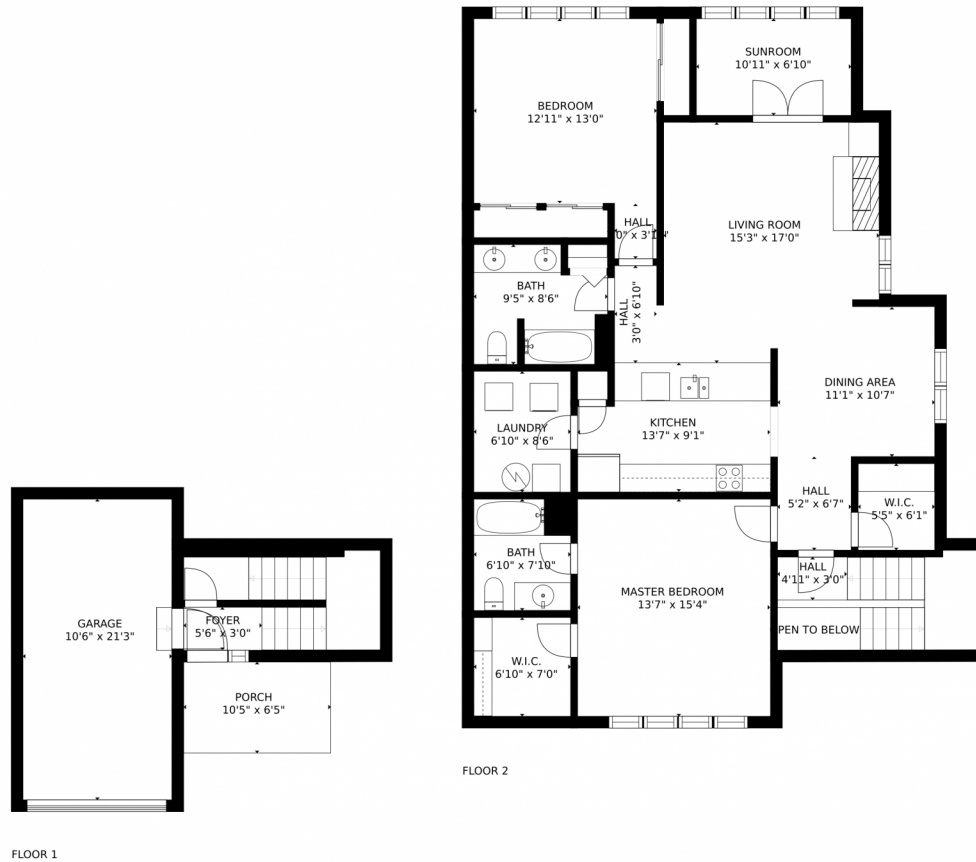 SUNROOM
10'11" x 6'10"
BEDROOM
12'11" x 13'0"
HALL
LIVING ROOM
15'3" x 17'0"
BATH
9'5" x 8'6"
HALL
3'0" x 6'10"
DINING AREA
11'1" x 10'7"
KITCHEN
13'7" x 9'1"
LAUNDRY
6'10" x 8'6"
HALL
5'2" x 6'7"
W.I.C.
5'5" x 6'1"
BATH
6'10" x 7'10"
HALL
4'11" x 3'0"
MASTER BEDROOM
13'7" x 15'4"
PEN TO BELOW
W.I.C.
6'10" x 7'0"
GARAGE
10'6" x 21'3"
FOYER
5'6" x 3'0"
PORCH
10'5" x 6'5"
FLOOR 2
FLOOR 1